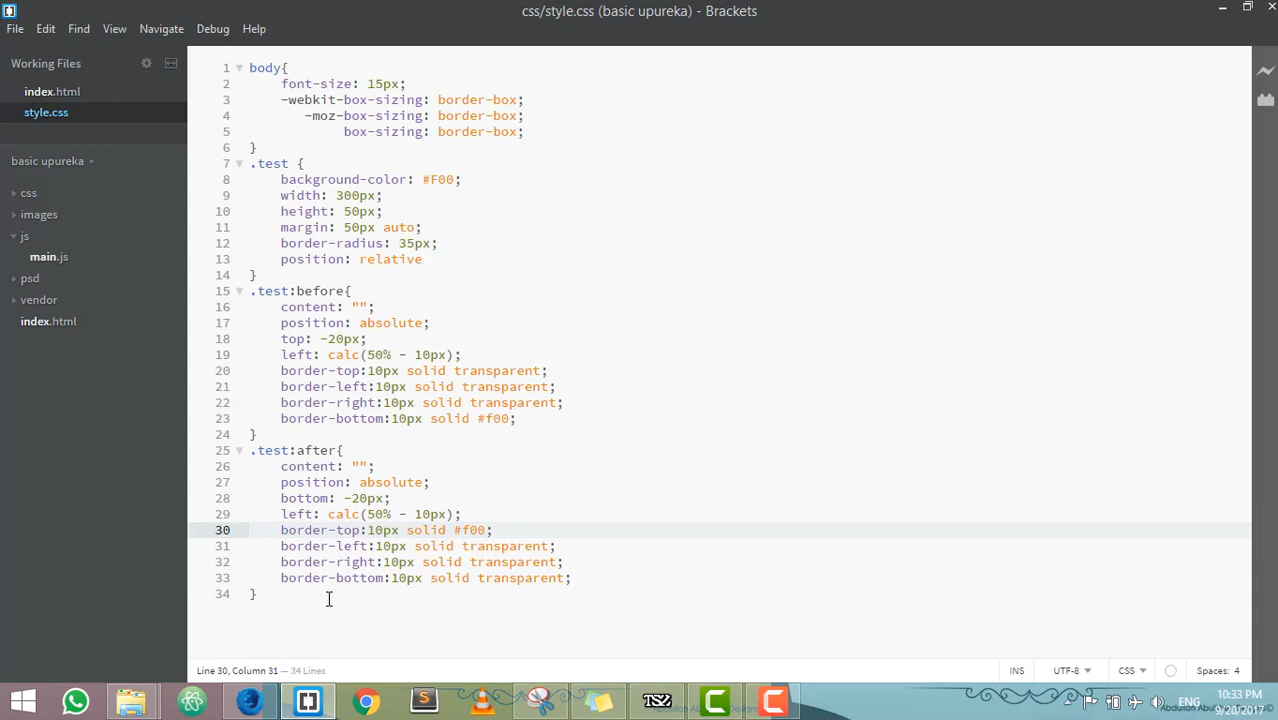 css/style.css (basic upureka) - Brackets
File Edit Find View Navigate Debug Help
Working Files
index.html
style.css
basic upureka
css
images
js
main.js
psd
vendor
index.html
1 body{
2 font-size: 15px;
3 -webkit-box-sizing: border-box;
4 -moz-box-sizing: border-box;
5 box-sizing: border-box;
6 }
7 .test {
8 background-color: #F00;
9 width: 300px;
10 height: 50px;
11 margin: 50px auto;
12 border-radius: 35px;
13 position: relative
14 }
15 .test:before{
16 content: "";
17 position: absolute;
18 top: -20px;
19 left: calc(50% - 10px);
20 border-top:10px solid transparent;
21 border-left:10px solid transparent;
22 border-right:10px solid transparent;
23 border-bottom:10px solid #f00;
24 }
25 .test:after{
26 content: "";
27 position: absolute;
28 bottom: -20px;
29 left: calc(50% - 10px);
30 border-top:10px solid #f00;
31 border-left:10px solid transparent;
32 border-right:10px solid transparent;
33 border-bottom:10px solid transparent;
34 }
Line 30, Column 31 — 34 Lines
INS UTF-8 CSS Spaces: 4
TSZ
ENG
10:33 PM
9/20/2017